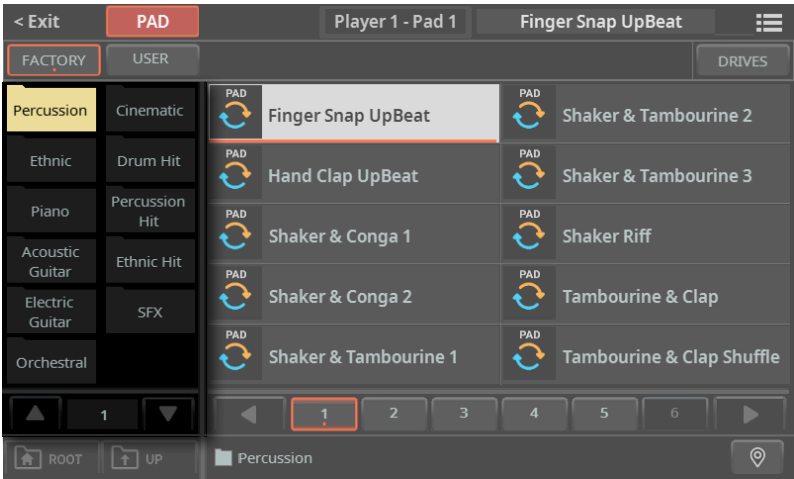 < Exit
PAD
Player 1 - Pad 1
Finger Snap UpBeat
FACTORY
USER
DRIVES
Percussion
Cinematic
Ethnic
Drum Hit
Piano
Percussion
Hit
Acoustic
Guitar
Ethnic Hit
Electric
Guitar
SFX
Orchestral
PAD
Finger Snap UpBeat
PAD
Shaker & Tambourine 2
PAD
Hand Clap UpBeat
PAD
Shaker & Tambourine 3
PAD
Shaker & Conga 1
PAD
Shaker Riff
PAD
Shaker & Conga 2
PAD
Tambourine & Clap
PAD
Shaker & Tambourine 1
PAD
Tambourine & Clap Shuffle
1
1
2
3
4
5
6
ROOT
UP
Percussion